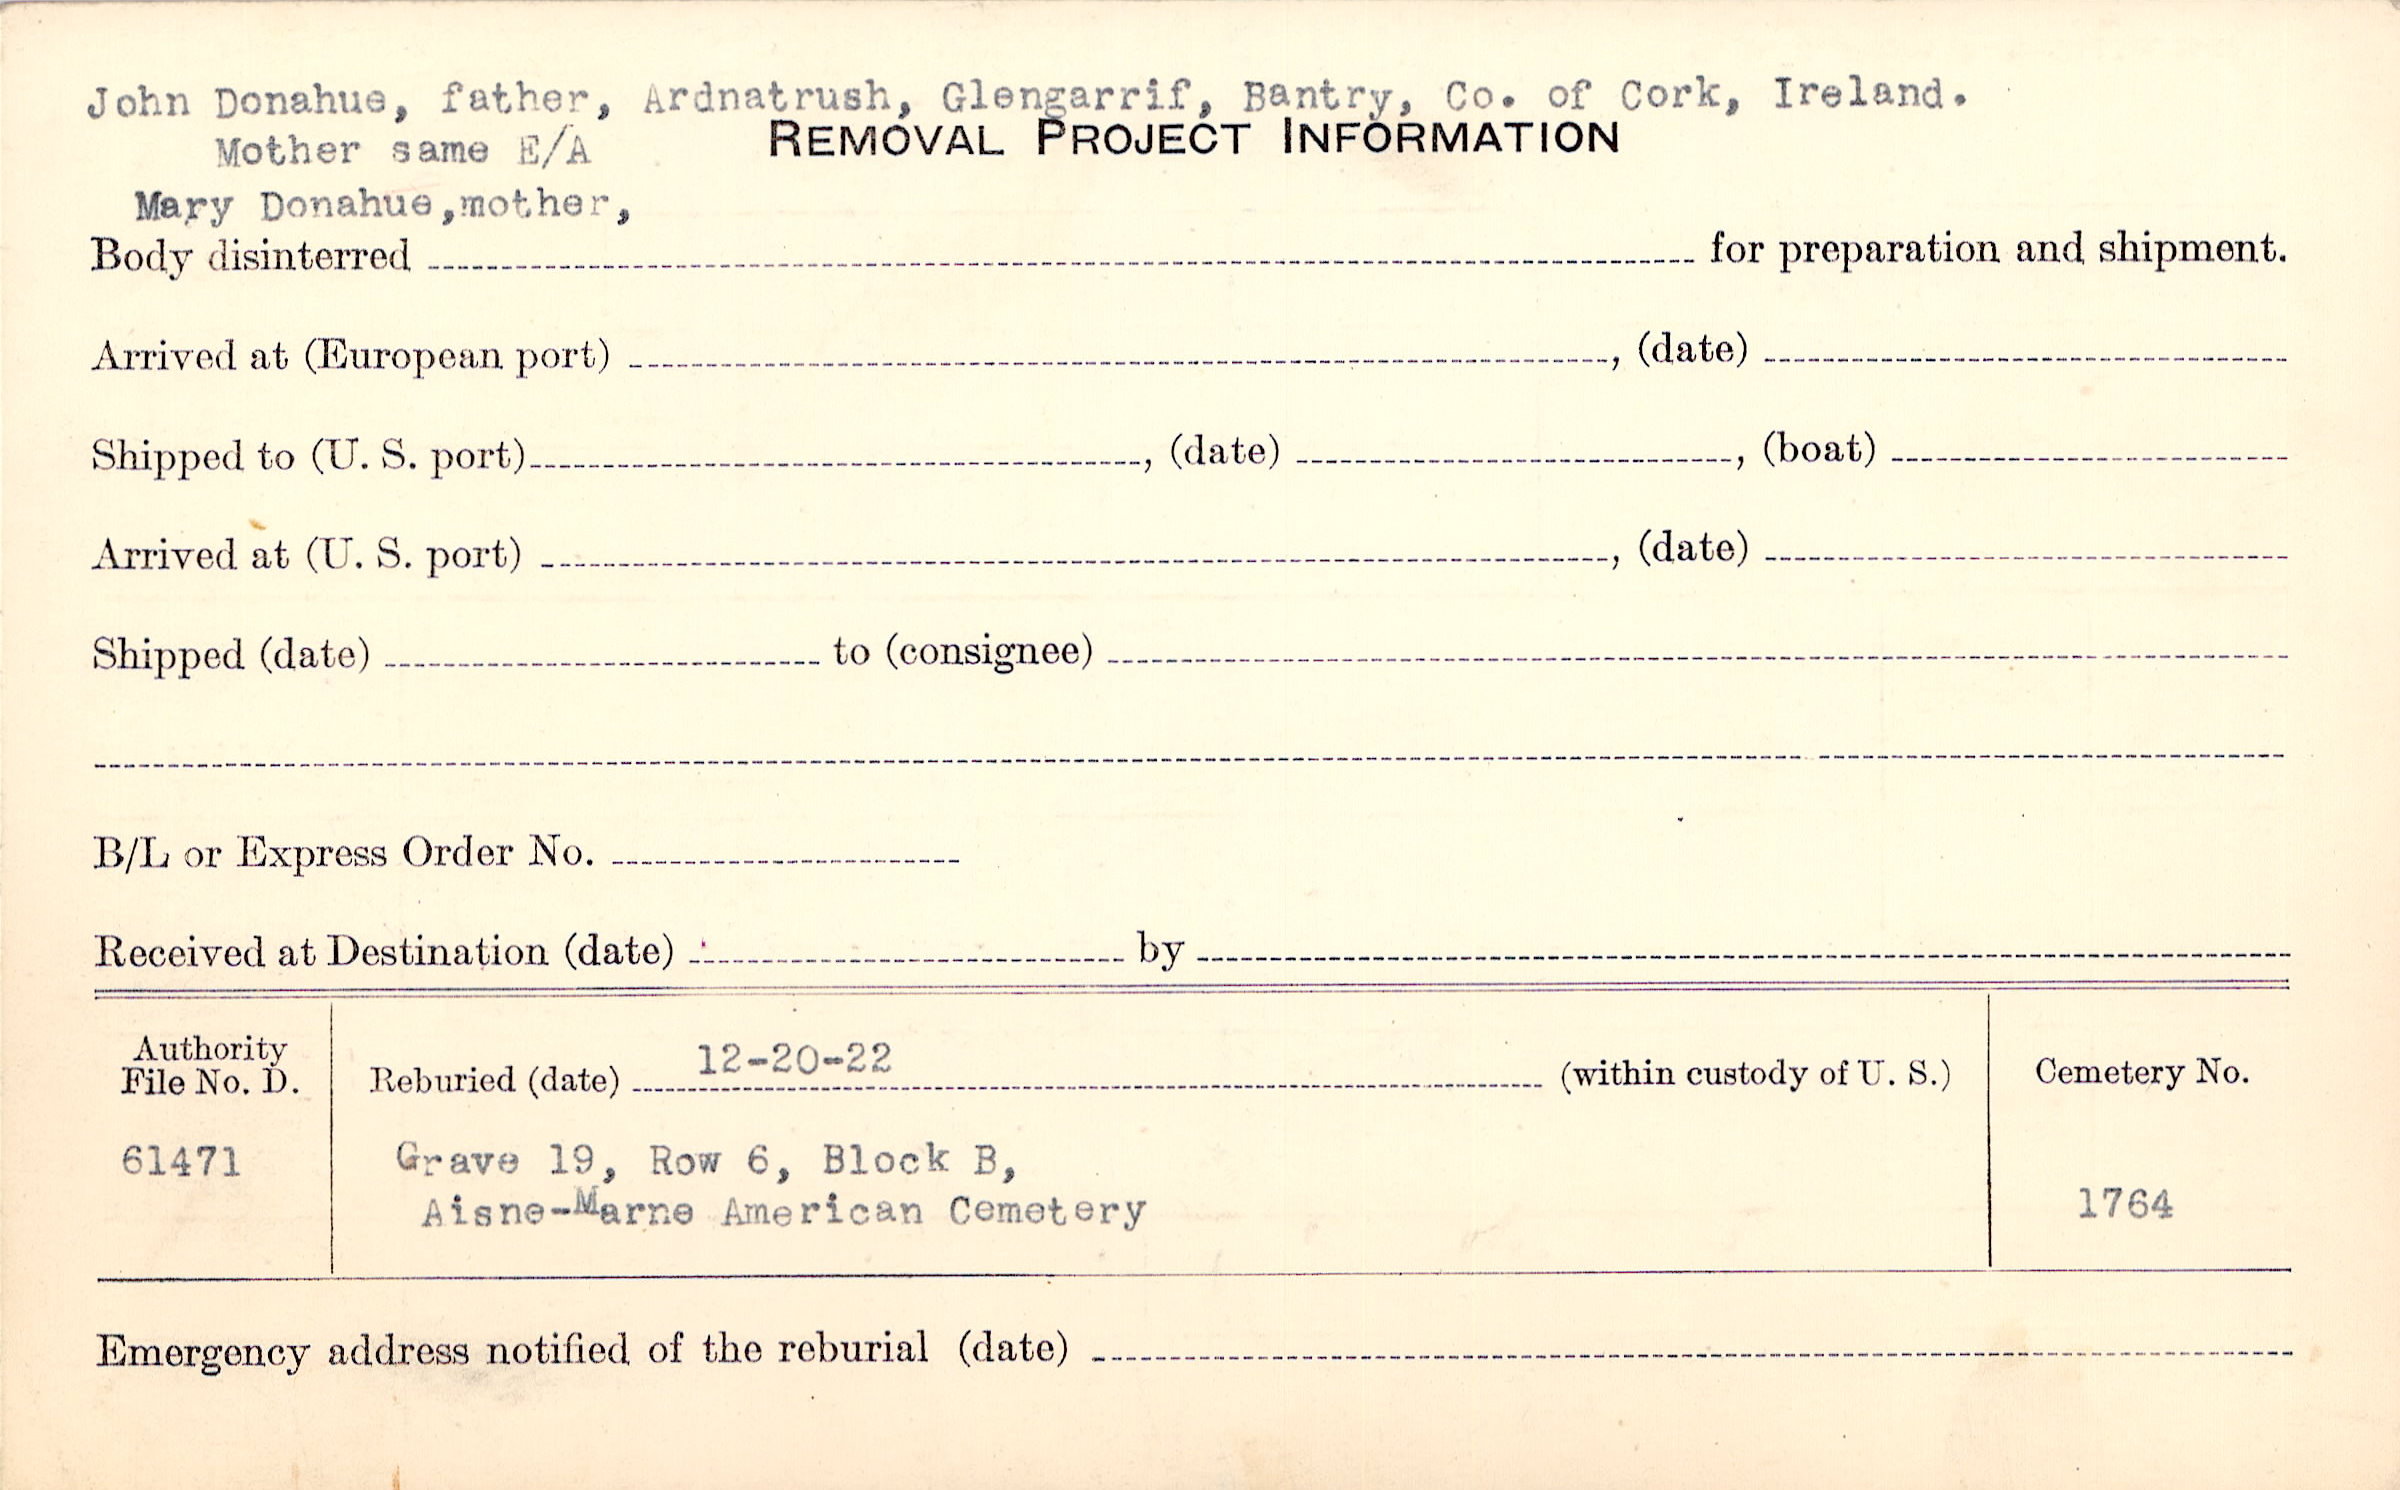 John Donahue, father, Ardnatrush, Glengarrif, Bantry, Co. of Cork, Ireland.
REMOVAL PROJECT INFORMATION
Mother same E/A
Mary Donahue,mother,
Body disinterred for preparation and shipment.
Arrived at (European port) , (date)
Shipped to (U. S. port) , (date) , (boat)
Arrived at (U. S. port) , (date)
Shipped (date) to (consignee)
B/L or Express Order No.
Received at Destination (date) by
Authority
File No. D.
61471
Reburied (date) 12-20-22 (within custody of U. S.)
Grave 19, Row 6, Block B,
Aisne-Marne American Cemetery
Cemetery No.
1764
Emergency address notified of the reburial (date)